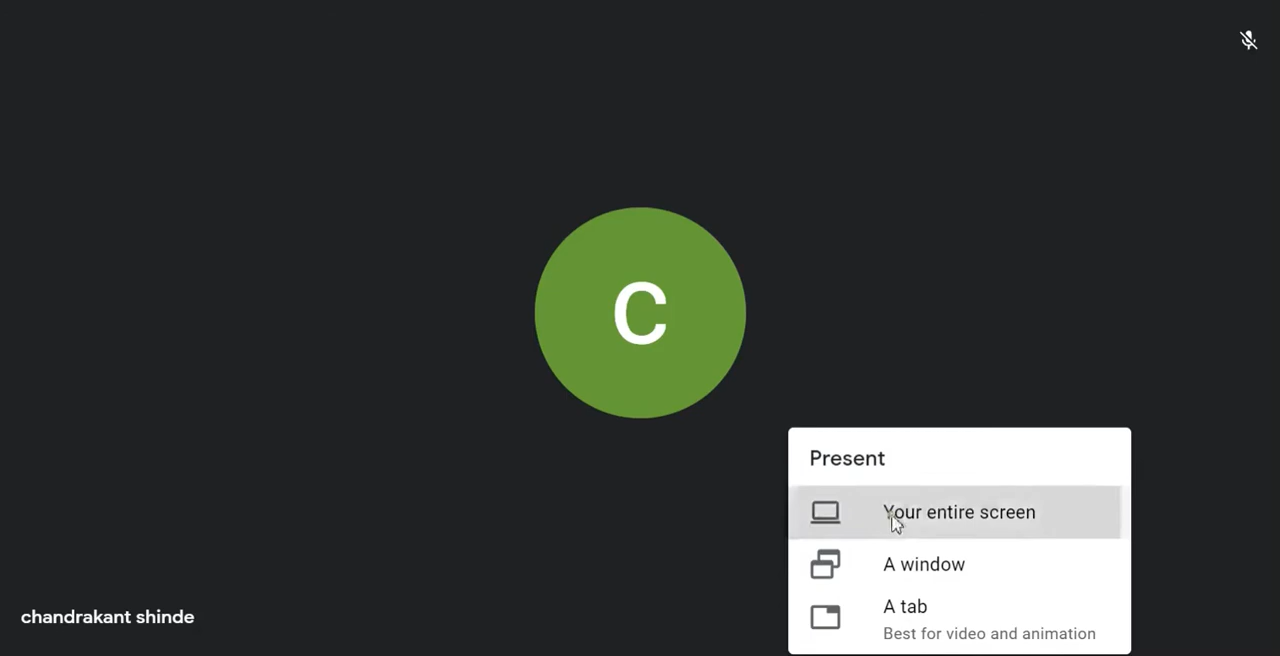 C
Present
Your entire screen
A window
A tab
Best for video and animation
chandrakant shinde